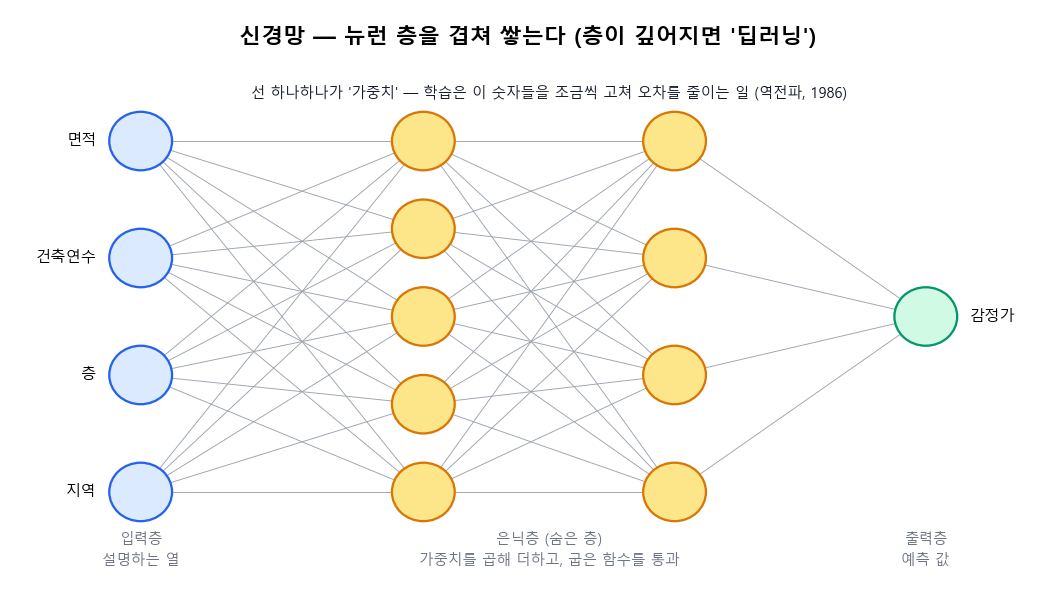 신경망 — 뉴런 층을 겹쳐 쌓는다 (층이 깊어지면 '딥러닝')
선 하나하나가 '가중치' — 학습은 이 숫자들을 조금씩 고쳐 오차를 줄이는 일 (역전파, 1986)
면적
건축연수
층
지역
감정가
입력층
설명하는 열
은닉층 (숨은 층)
가중치를 곱해 더하고, 굽은 함수를 통과
출력층
예측 값